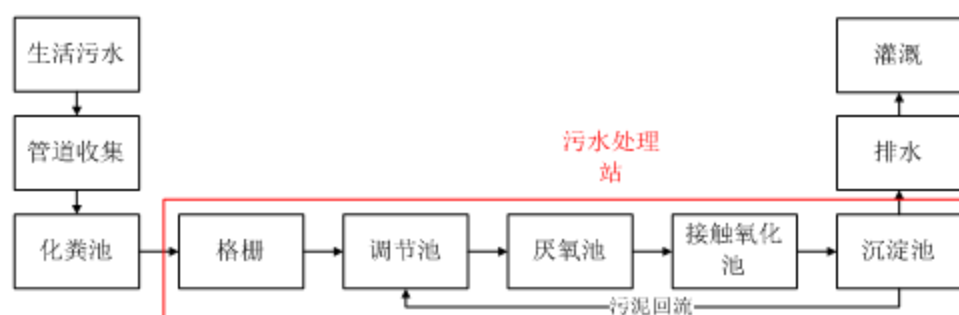 生活污水
灌溉
管道收集
污水处理
站
排水
化粪池
格栅
调节池
厌氧池
接触氧化
池
沉淀池
污泥回流